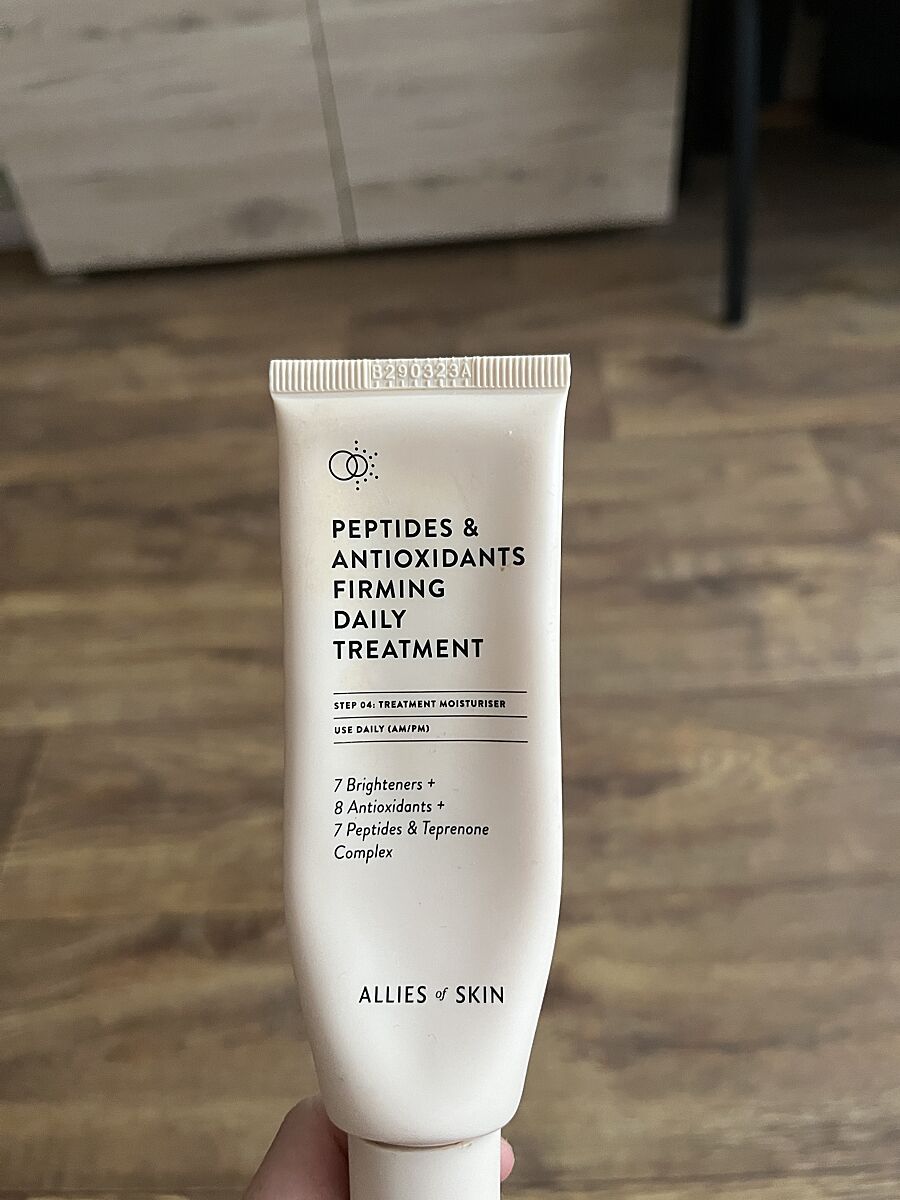 B290323A
PEPTIDES &
ANTIOXIDANTS
FIRMING
DAILY
TREATMENT
STEP 04: TREATMENT MOISTURISER
USE DAILY (AM/PM)
7 Brighteners +
8 Antioxidants +
7 Peptides & Teprenone
Complex
ALLIES of SKIN